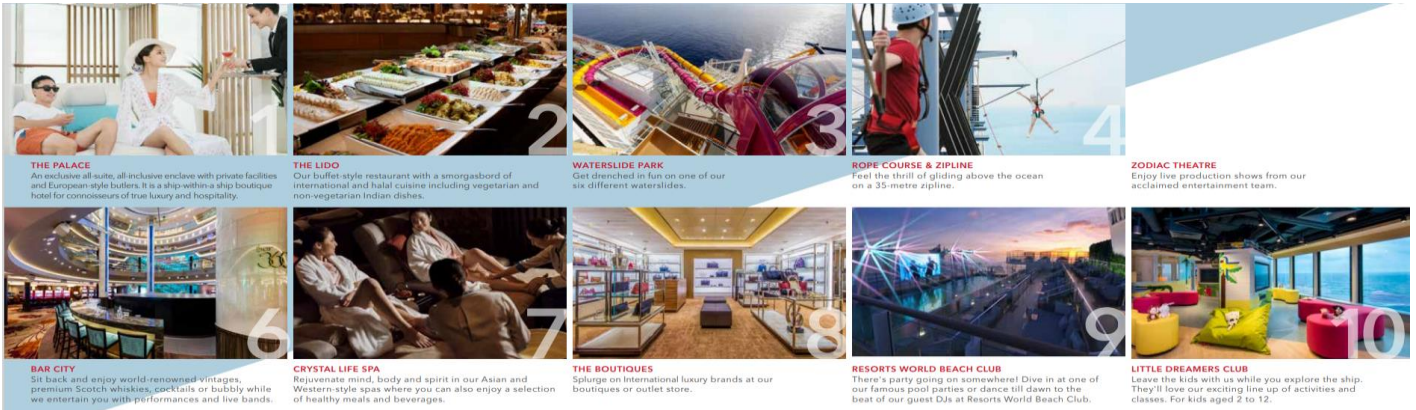 1
THE PALACE
An exclusive all-suite, all-inclusive enclave with private facilities
and European-style butlers. It is a ship-within-a ship boutique
hotel for connoisseurs of true luxury and hospitality.
2
THE LIDO
Our buffet-style restaurant with a smorgasbord of
international and halal cuisine including vegetarian and
non-vegetarian Indian dishes.
3
WATERSLIDE PARK
Get drenched in fun on one of our
six different waterslides.
4
ROPE COURSE & ZIPLINE
Feel the thrill of gliding above the ocean
on a 35-metre zipline.
ZODIAC THEATRE
Enjoy live production shows from our
acclaimed entertainment team.
6
BAR CITY
Sit back and enjoy world-renowned vintages,
premium Scotch whiskies, cocktails or bubbly while
we entertain you with performances and live bands.
7
CRYSTAL LIFE SPA
Rejuvenate mind, body and spirit in our Asian and
Western-style spas where you can also enjoy a selection
of healthy meals and beverages.
8
THE BOUTIQUES
Splurge on International luxury brands at our
boutiques or outlet store.
9
RESORTS WORLD BEACH CLUB
There's party going on somewhere! Dive in at one of
our famous pool parties or dance till dawn to the
beat of our guest DJs at Resorts World Beach Club.
10
LITTLE DREAMERS CLUB
Leave the kids with us while you explore the ship.
They'll love our exciting line up of activities and
classes. For kids aged 2 to 12.